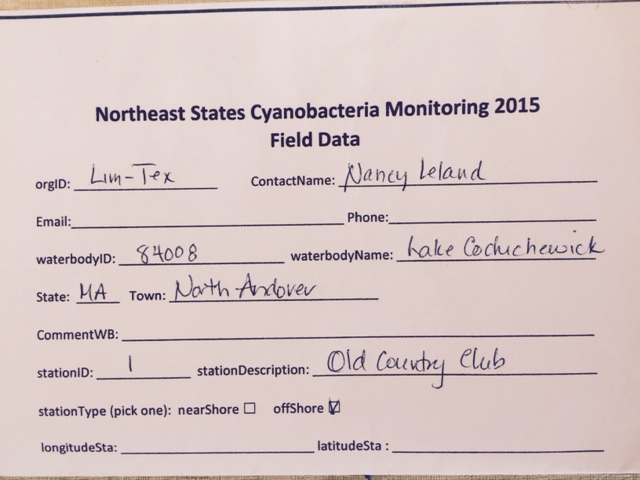 Northeast States Cyanobacteria Monitoring 2015
Field Data
orgID: Lim-Tex ContactName: Nancy Leland
Email: Phone:
waterbodyID: 84008 waterbodyName: Lake Cochichewick
State: MA Town: North Andover
CommentWB:
stationID: 1 stationDescription: Old Country Club
stationType (pick one): nearShore ☐ offShore ☑
longitudeSta: latitudeSta :